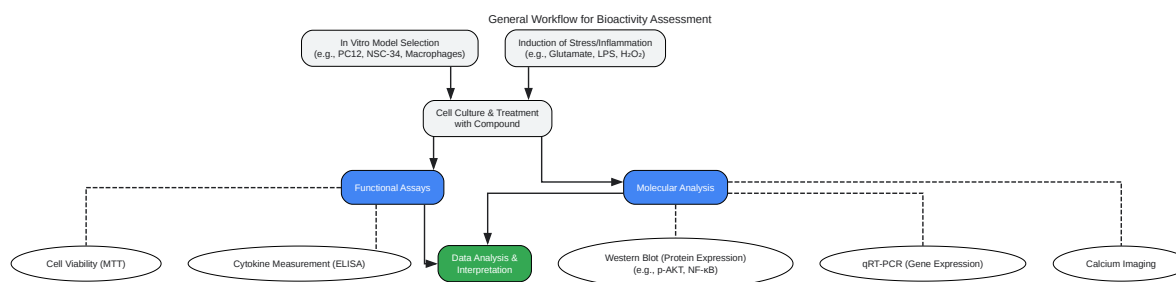 General Workflow for Bioactivity Assessment
In Vitro Model Selection
(e.g., PC12, NSC-34, Macrophages)
Induction of Stress/Inflammation
(e.g., Glutamate, LPS, H₂O₂)
Cell Culture & Treatment
with Compound
Functional Assays
Molecular Analysis
Cell Viability (MTT)
Cytokine Measurement (ELISA)
Data Analysis &
Interpretation
Western Blot (Protein Expression)
(e.g., p-AKT, NF-κB)
qRT-PCR (Gene Expression)
Calcium Imaging